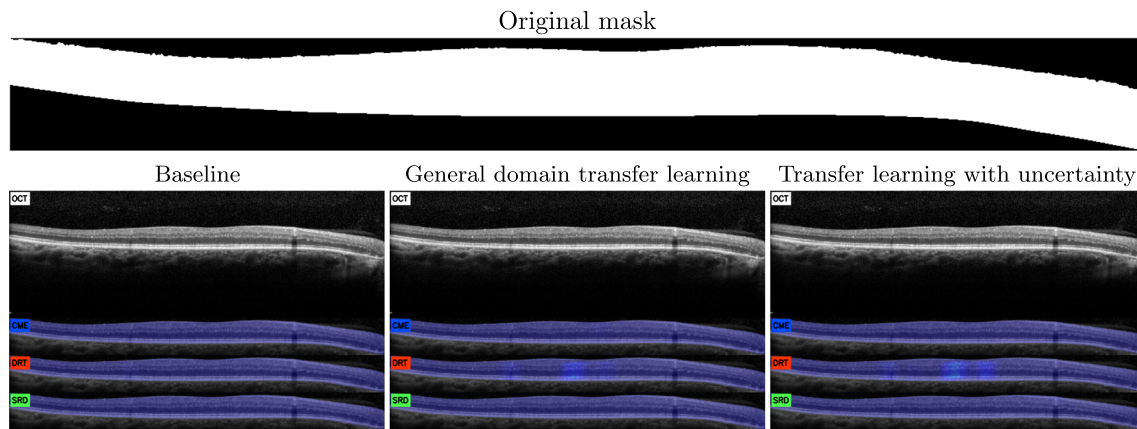 Original mask
Baseline
General domain transfer learning
Transfer learning with uncertainty
OCT
OCT
OCT
CME
CME
CME
DRT
DRT
DRT
SRD
SRD
SRD